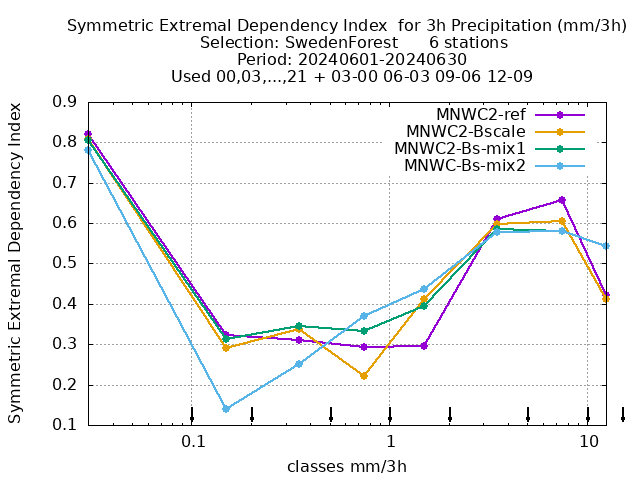 Symmetric Extremal Dependency Index  for 3h Precipitation (mm/3h)
Selection: SwedenForest      6 stations
Period: 20240601-20240630
Used 00,03,...,21 + 03-00 06-03 09-06 12-09
Symmetric Extremal Dependency Index
0.9
0.8
0.7
0.6
0.5
0.4
0.3
0.2
0.1
MNWC2-ref
MNWC2-Bscale
MNWC2-Bs-mix1
MNWC-Bs-mix2
0.1 1 10
classes mm/3h